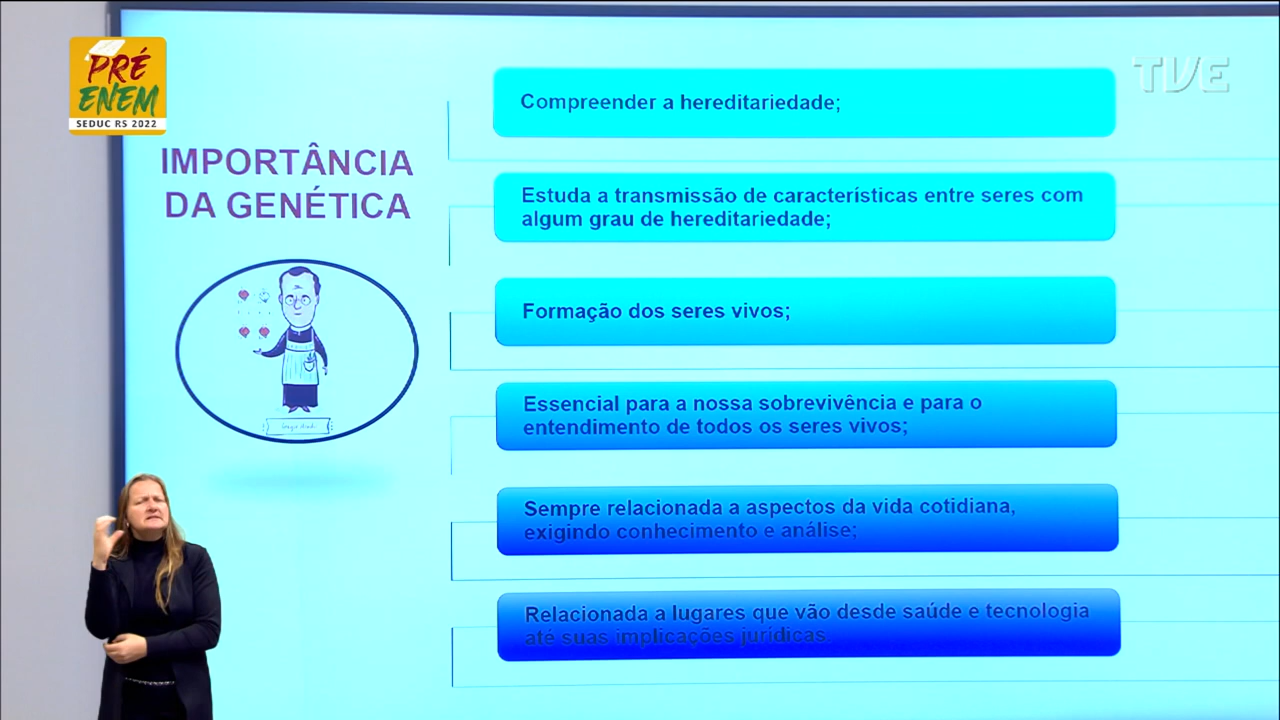 PRÉ
ENEM
SEDUC RS 2022
TVE
IMPORTÂNCIA
DA GENÉTICA
Compreender a hereditariedade;
Estuda a transmissão de características entre seres com
algum grau de hereditariedade;
Formação dos seres vivos;
Essencial para a nossa sobrevivência e para o
entendimento de todos os seres vivos;
Sempre relacionada a aspectos da vida cotidiana,
exigindo conhecimento e análise;
Relacionada a lugares que vão desde saúde e tecnologia
até suas implicações jurídicas.